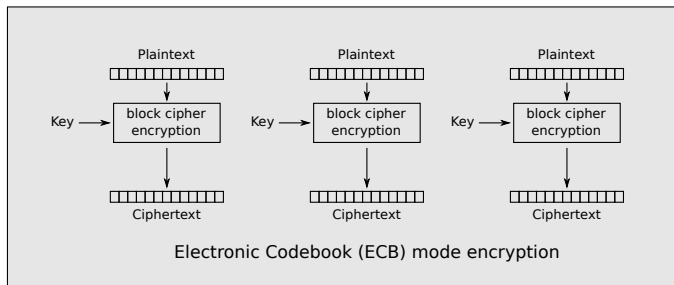 Plaintext Plaintext Plaintext
Key block cipher Key block cipher Key block cipher
encryption encryption encryption
Ciphertext Ciphertext Ciphertext
Electronic Codebook (ECB) mode encryption